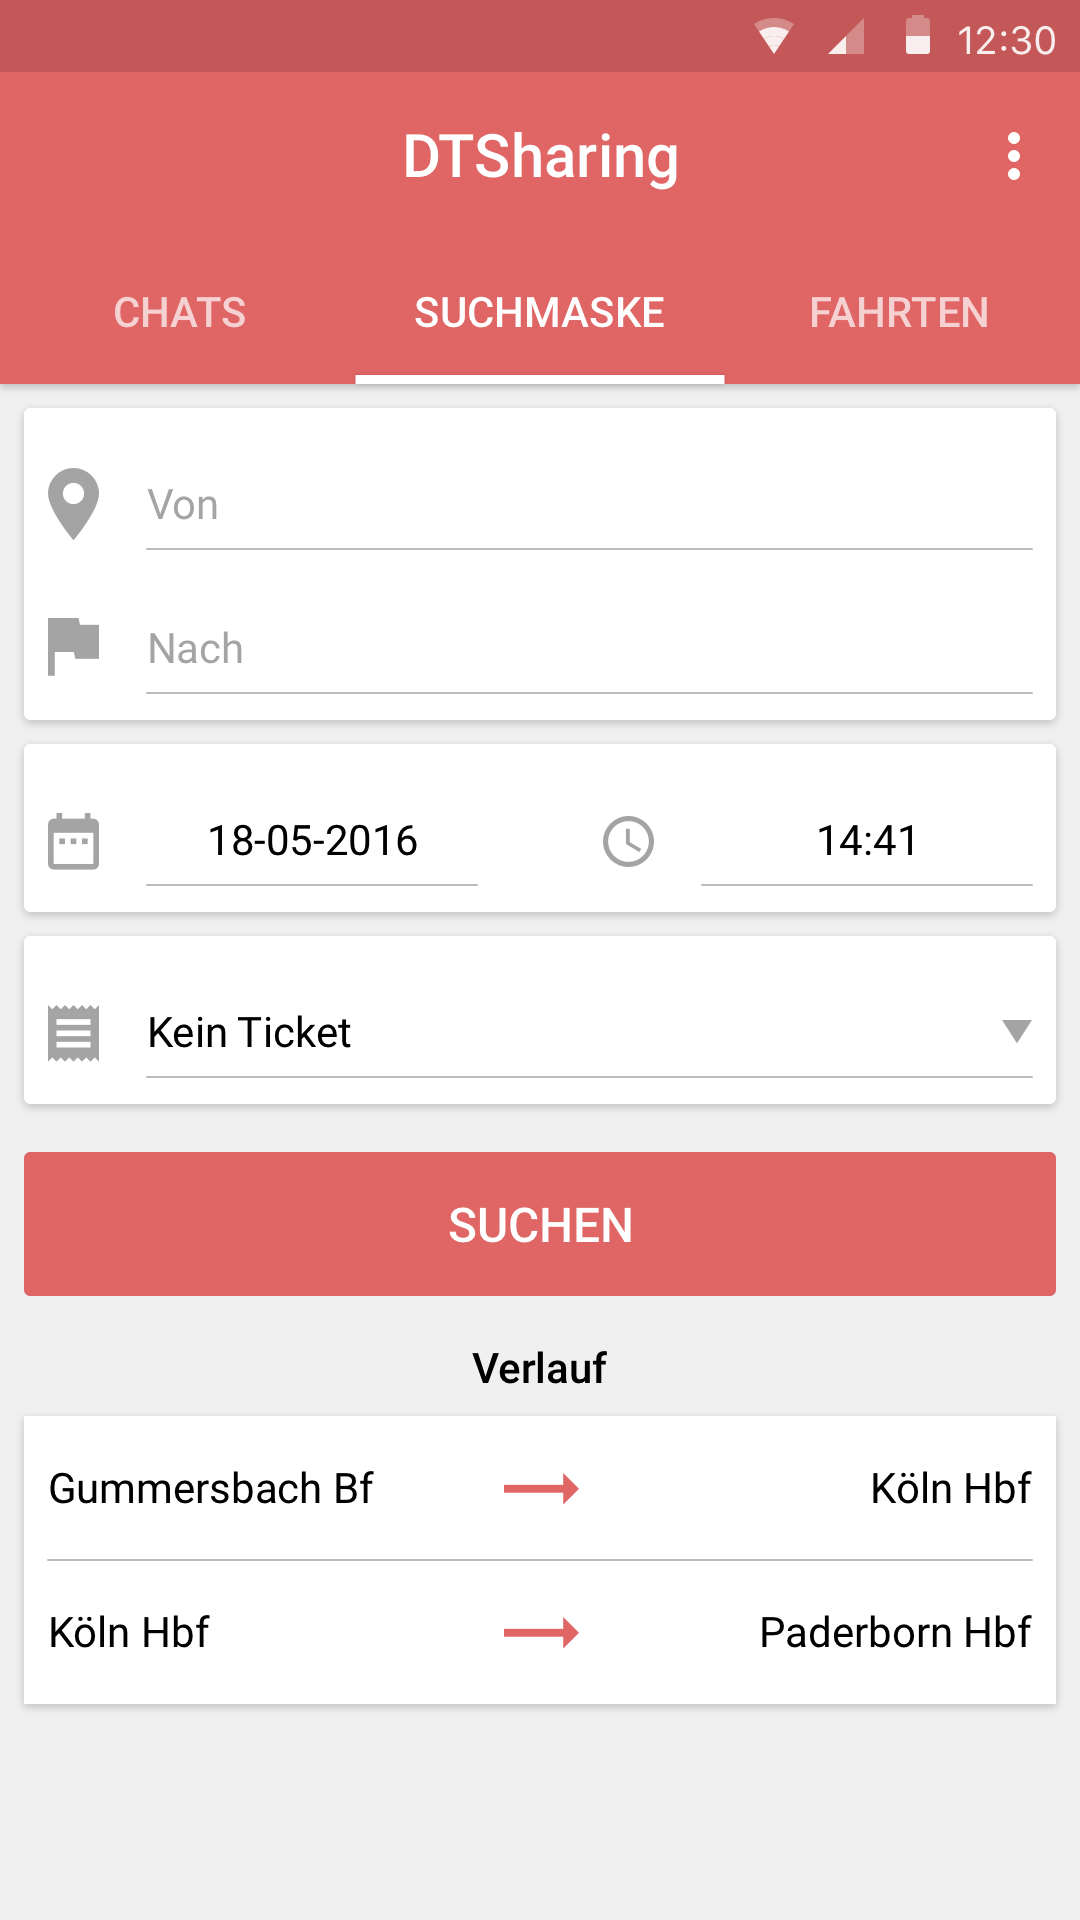 12:30
DTSharing
CHATS SUCHMASKE FAHRTEN
Von
Nach
18-05-2016 14:41
Kein Ticket
SUCHEN
Verlauf
Gummersbach Bf Köln Hbf
Köln Hbf Paderborn Hbf